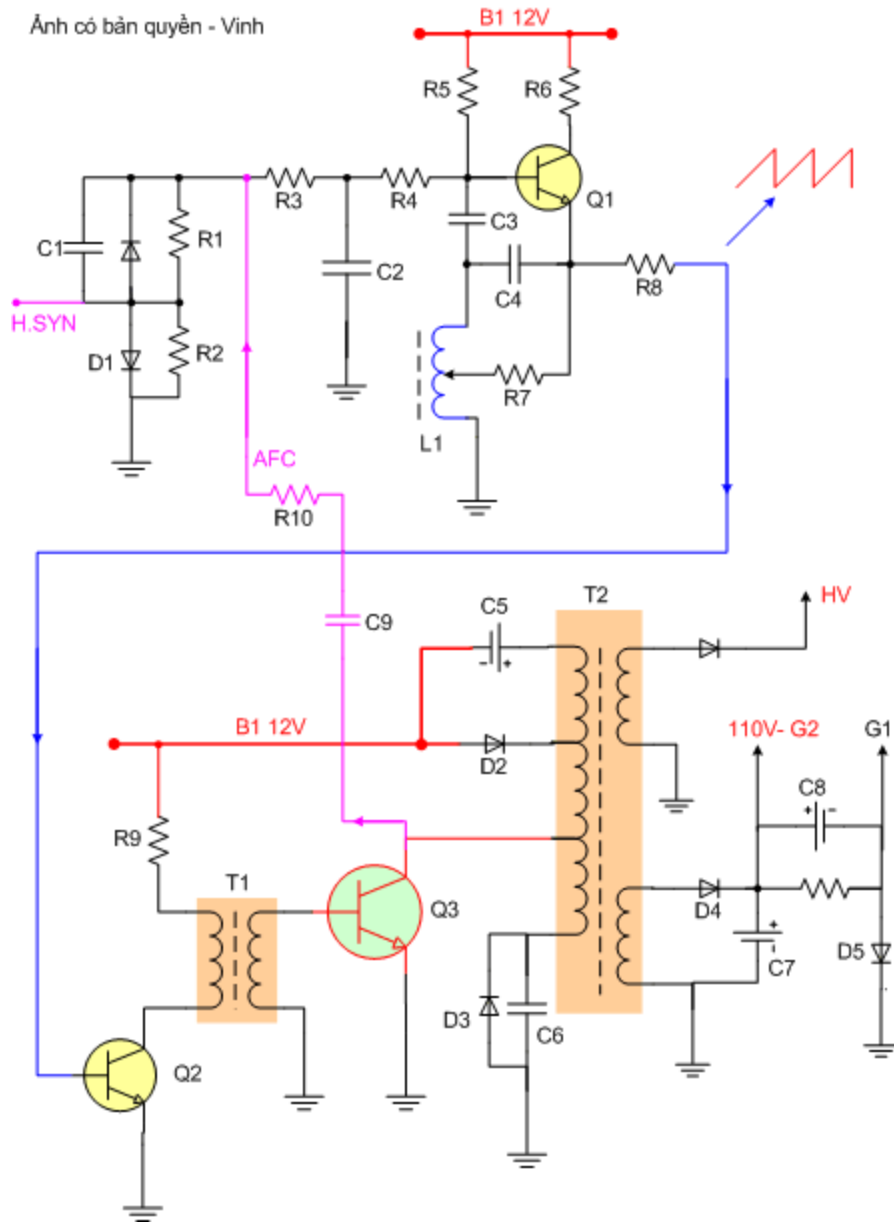 Ảnh có bản quyền - Vinh
B1 12V
R5
R6
Q1
R3
R4
C3
C1
R1
C2
C4
R8
H.SYN
D1
R2
R7
L1
AFC
R10
C9
C5
T2
HV
B1 12V
D2
110V- G2
G1
C8
+
-
-
+
R9
T1
Q3
D4
+
-
C7
D5
D3
C6
Q2